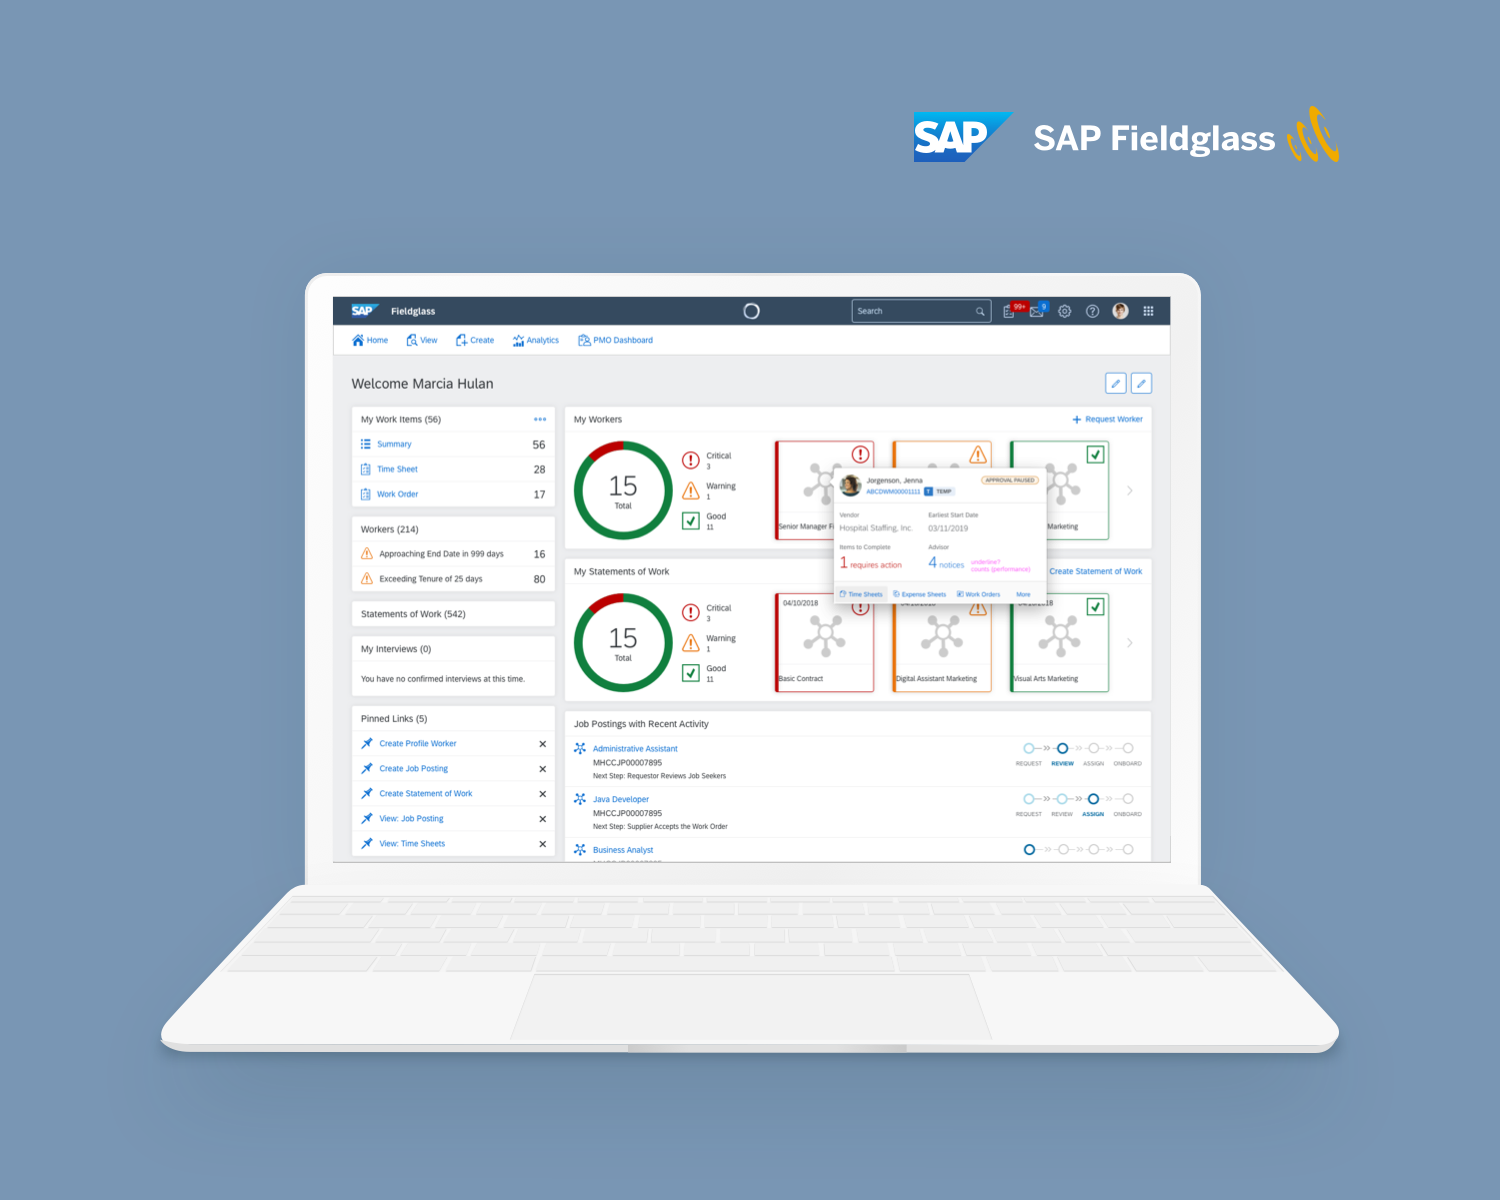 SAP SAP Fieldglass
SAP Fieldglass
Search
99+
9
Home View Create Analytics PMO Dashboard
Welcome Marcia Hulan
My Work Items (56)
Summary 56
Time Sheet 28
Work Order 17
Workers (214)
Approaching End Date in 999 days 16
Exceeding Tenure of 25 days 80
Statements of Work (542)
My Interviews (0)
You have no confirmed interviews at this time.
Pinned Links (5)
Create Profile Worker
Create Job Posting
Create Statement of Work
View: Job Posting
View: Time Sheets
My Workers
+ Request Worker
15
Total
Critical
3
Warning
1
Good
11
Senior Manager Fi
Marketing
Jorgenson, Jenna
APPROVAL PAUSED
ABCDWM00001111 T TEMP
Vendor
Hospital Staffing, Inc.
Earliest Start Date
03/11/2019
Items to Complete
1 requires action
Advisor
4 notices
underline?
counts (performance)
Time Sheets Expense Sheets Work Orders More
My Statements of Work
Create Statement of Work
15
Total
Critical
3
Warning
1
Good
11
04/10/2018
Basic Contract
Digital Assistant Marketing
Visual Arts Marketing
Job Postings with Recent Activity
Administrative Assistant
MHCCJP00007895
Next Step: Requestor Reviews Job Seekers
REQUEST REVIEW ASSIGN ONBOARD
Java Developer
MHCCJP00007895
Next Step: Supplier Accepts the Work Order
REQUEST REVIEW ASSIGN ONBOARD
Business Analyst